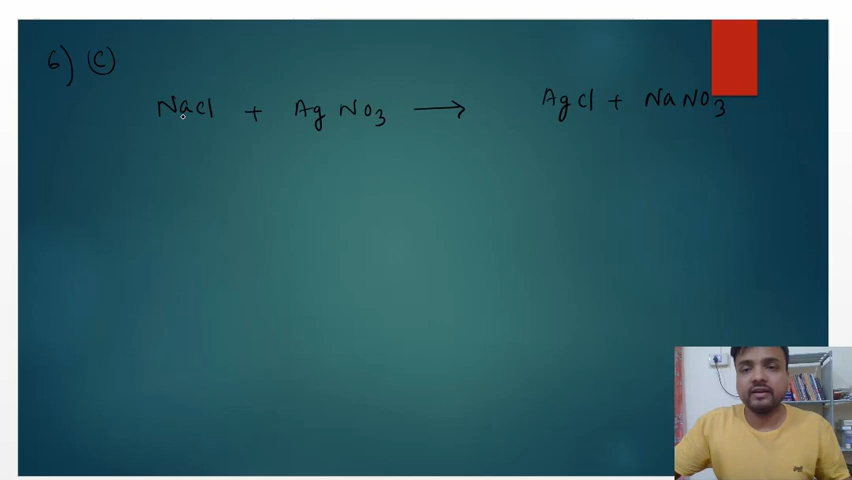 6) (C)
NaCl + AgNO3 → AgCl + NaNO3